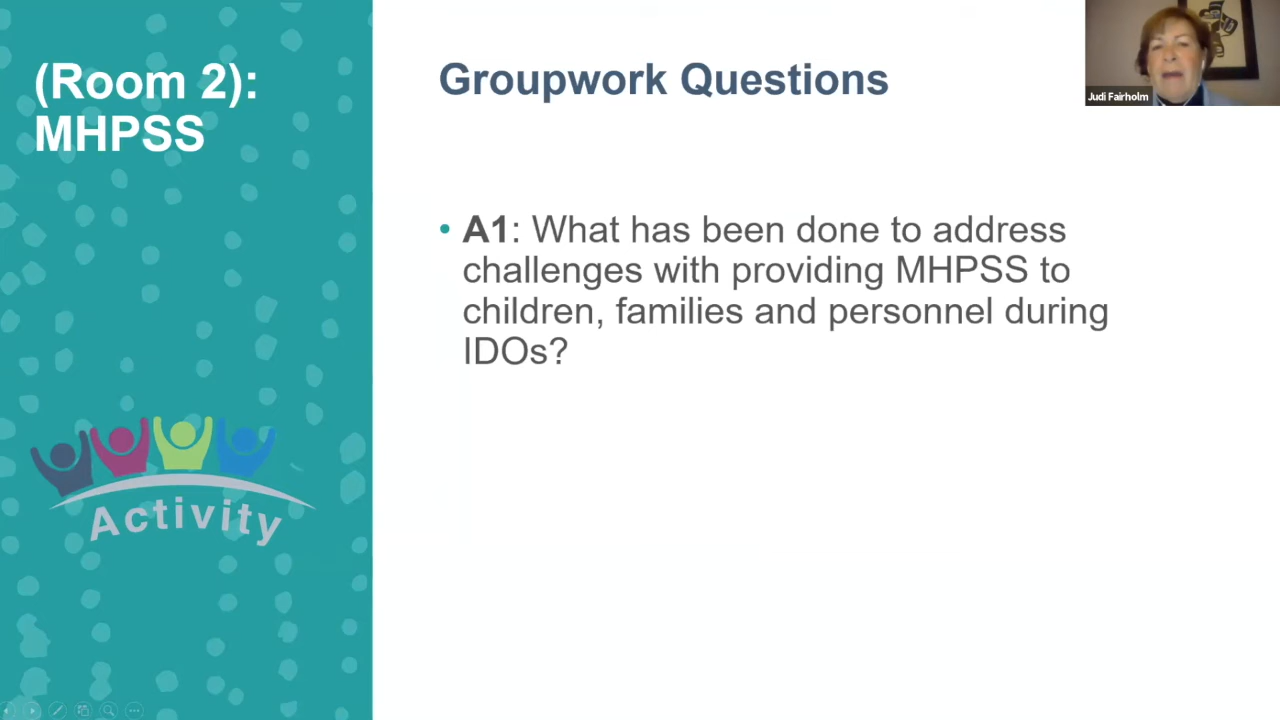 (Room 2):
MHPSS
Groupwork Questions
Judi Fairholm
• A1: What has been done to address
challenges with providing MHPSS to
children, families and personnel during
IDOs?
Activity